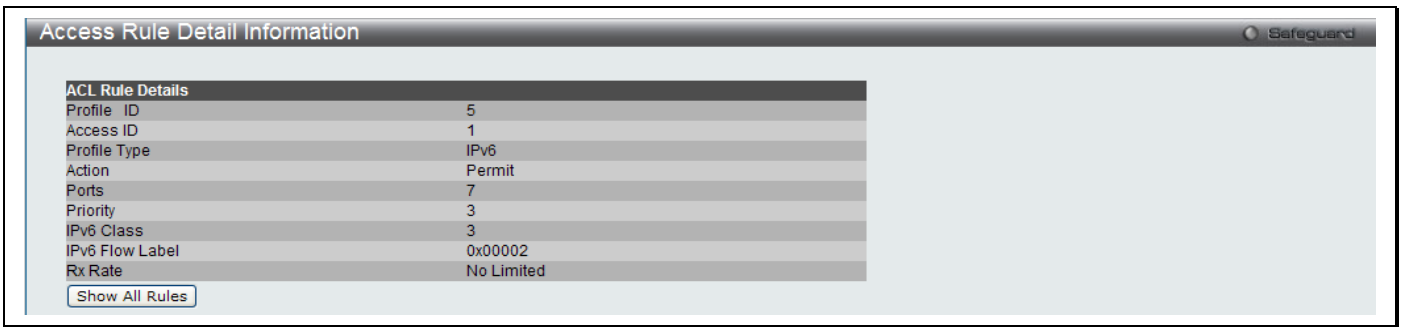 Access Rule Detail Information
Safeguard
ACL Rule Details
Profile ID 5
Access ID 1
Profile Type IPv6
Action Permit
Ports 7
Priority 3
IPv6 Class 3
IPv6 Flow Label 0x00002
Rx Rate No Limited
Show All Rules